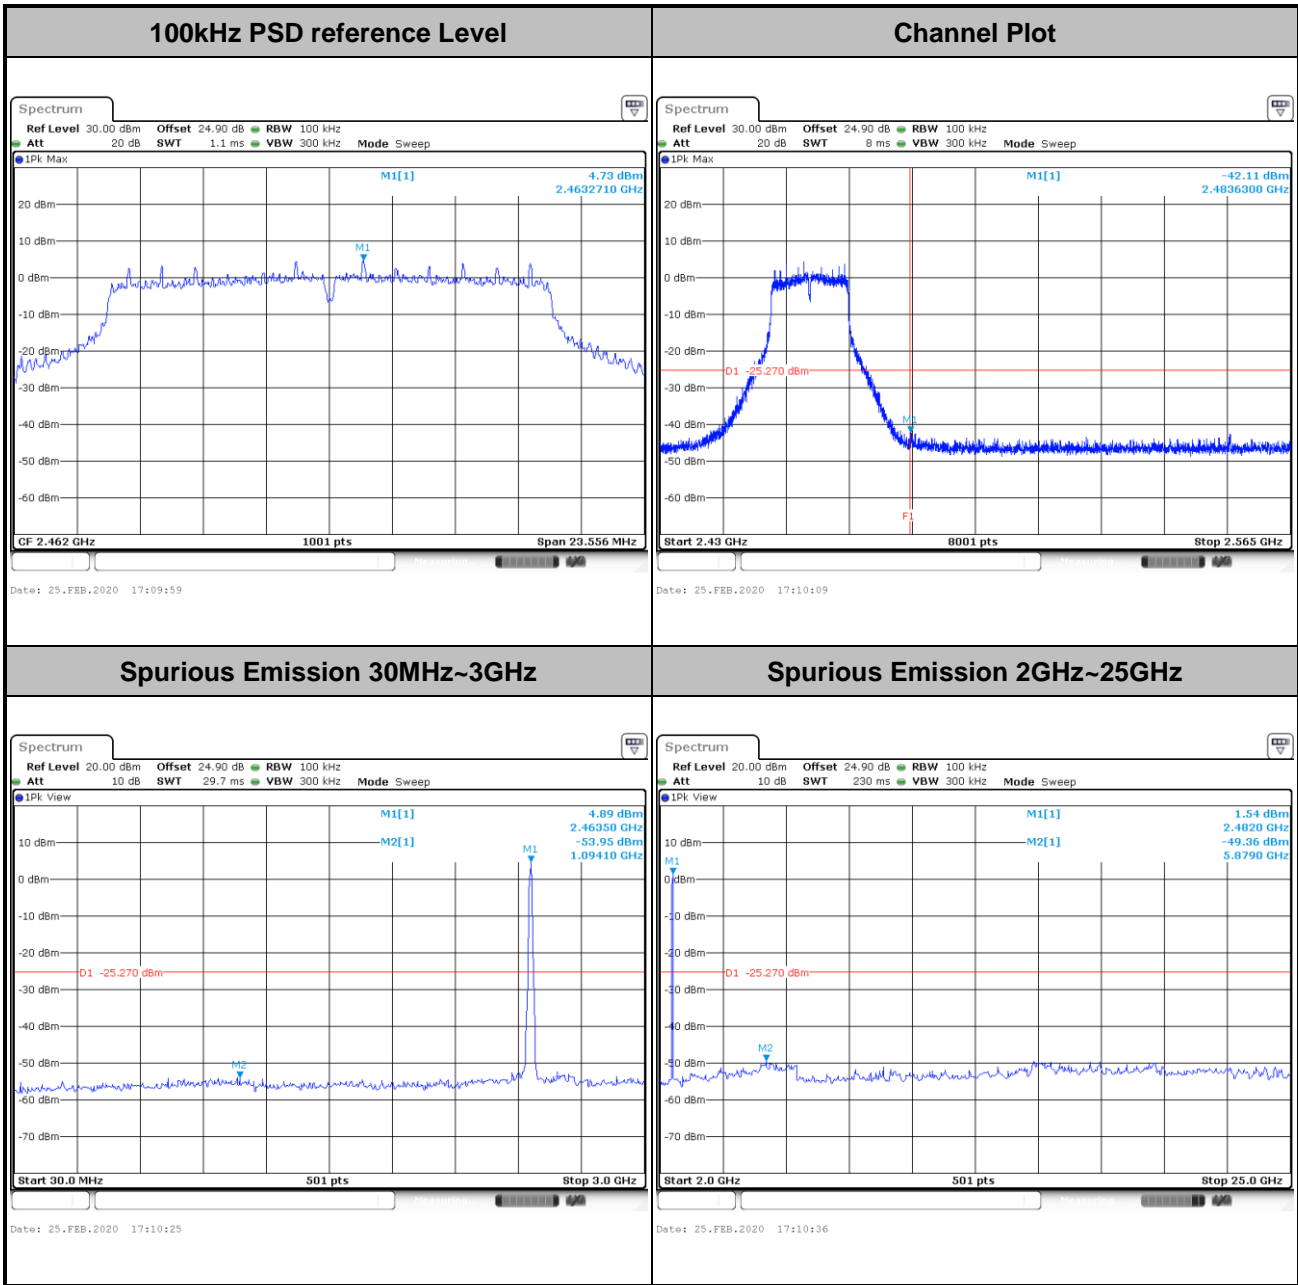 100kHz PSD reference Level
Channel Plot
Spectrum
Ref Level 30.00 dBm Offset 24.90 dB RBW 100 kHz
Att 20 dB SWT 1.1 ms VBW 300 kHz Mode Sweep
1Pk Max
M1[1] 4.73 dBm
2.4632710 GHz
M1
20 dBm
10 dBm
0 dBm
-10 dBm
-20 dBm
-30 dBm
-40 dBm
-50 dBm
-60 dBm
CF 2.462 GHz 1001 pts Span 23.556 MHz
Measuring...
Date: 25.FEB.2020 17:09:59
Spectrum
Ref Level 30.00 dBm Offset 24.90 dB RBW 100 kHz
Att 20 dB SWT 8 ms VBW 300 kHz Mode Sweep
1Pk Max
M1[1] -42.11 dBm
2.4836300 GHz
20 dBm
10 dBm
0 dBm
-10 dBm
-20 dBm
D1 -25.270 dBm
-30 dBm
-40 dBm
M1
-50 dBm
-60 dBm
F1
Start 2.43 GHz 8001 pts Stop 2.565 GHz
Measuring...
Date: 25.FEB.2020 17:10:09
Spurious Emission 30MHz~3GHz
Spurious Emission 2GHz~25GHz
Spectrum
Ref Level 20.00 dBm Offset 24.90 dB RBW 100 kHz
Att 10 dB SWT 29.7 ms VBW 300 kHz Mode Sweep
1Pk View
M1[1] 4.89 dBm
2.46350 GHz
M2[1] -53.95 dBm
1.09410 GHz
10 dBm
M1
0 dBm
-10 dBm
-20 dBm
D1 -25.270 dBm
-30 dBm
-40 dBm
-50 dBm
M2
-60 dBm
-70 dBm
Start 30.0 MHz 501 pts Stop 3.0 GHz
Measuring...
Date: 25.FEB.2020 17:10:25
Spectrum
Ref Level 20.00 dBm Offset 24.90 dB RBW 100 kHz
Att 10 dB SWT 230 ms VBW 300 kHz Mode Sweep
1Pk View
M1[1] 1.54 dBm
2.4820 GHz
M2[1] -49.36 dBm
5.8790 GHz
10 dBm
M1
0 dBm
-10 dBm
-20 dBm
D1 -25.270 dBm
-30 dBm
-40 dBm
M2
-50 dBm
-60 dBm
-70 dBm
Start 2.0 GHz 501 pts Stop 25.0 GHz
Measuring...
Date: 25.FEB.2020 17:10:36